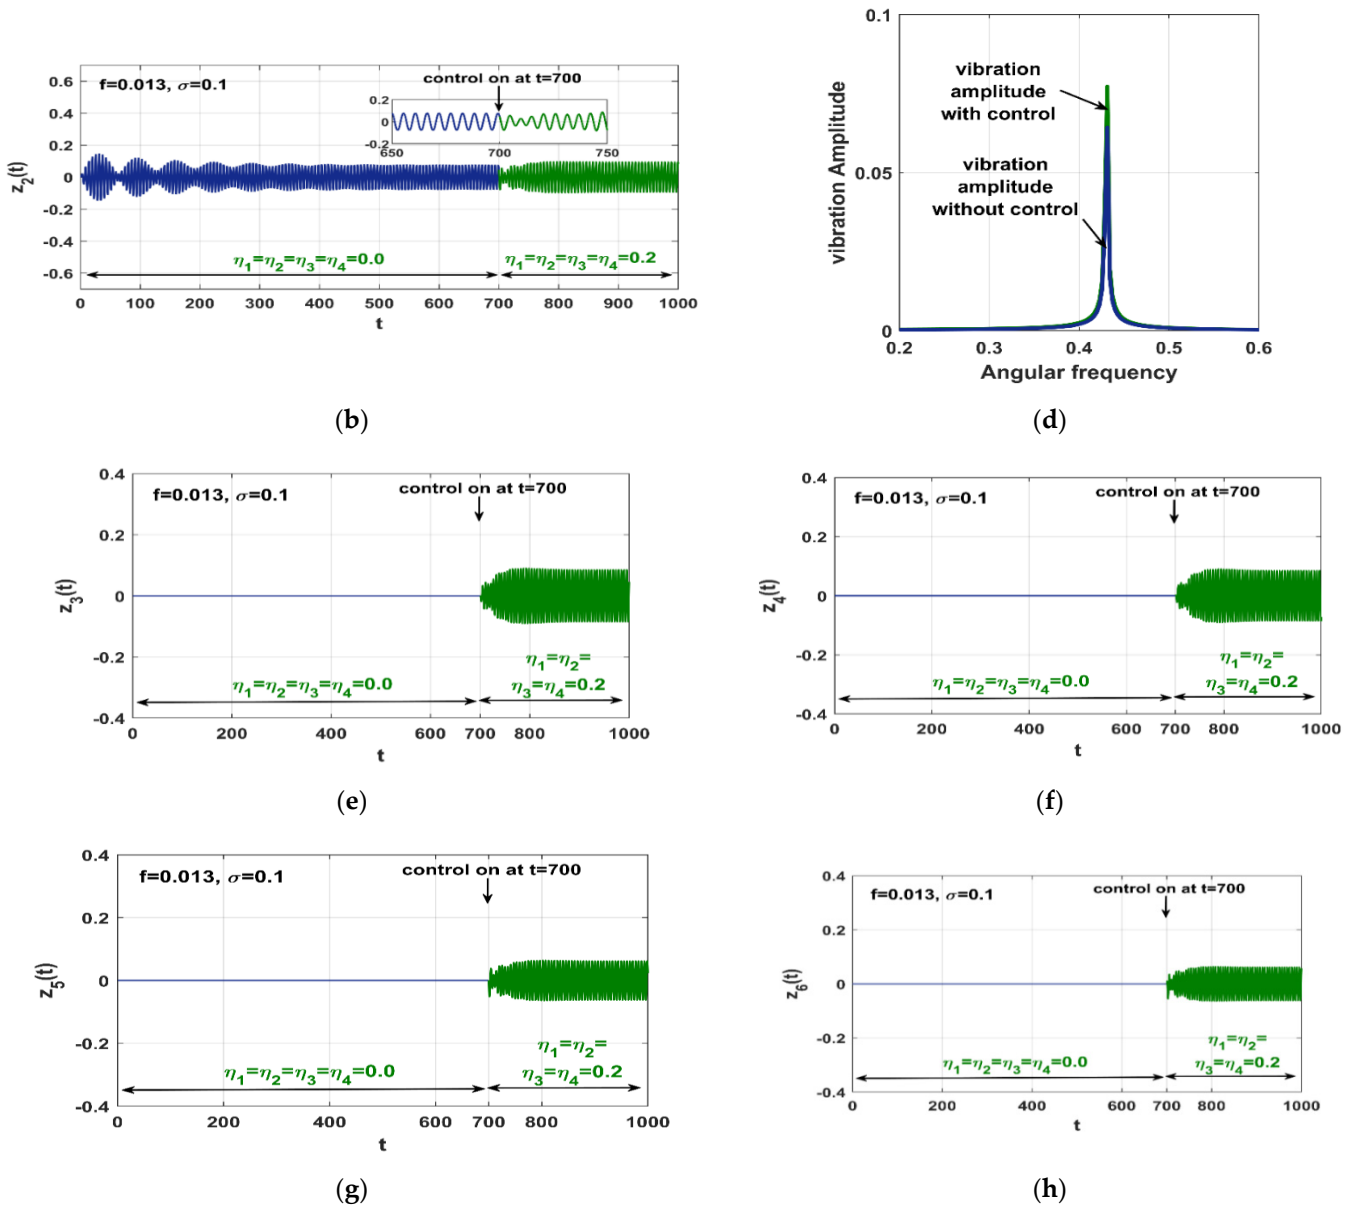 f=0.013, σ=0.1
control on at t=700
0.6
0.4
0.2
0
-0.2
-0.4
-0.6
z2(t)
0.2
0
-0.2
650
700
750
η1=η2=η3=η4=0.0
η1=η2=η3=η4=0.2
0 100 200 300 400 500 600 700 800 900 1000
t
(b)
0.1
0.05
0
vibration Amplitude
vibration
amplitude
with control
vibration
amplitude
without control
0.2 0.3 0.4 0.5 0.6
Angular frequency
(d)
0.4
0.2
0
-0.2
-0.4
z3(t)
f=0.013, σ=0.1
control on at t=700
η1=η2=η3=η4=0.0
η1=η2=
η3=η4=0.2
0 200 400 600 700 800 1000
t
(e)
0.4
0.2
0
-0.2
-0.4
z4(t)
f=0.013, σ=0.1
control on at t=700
η1=η2=η3=η4=0.0
η1=η2=
η3=η4=0.2
0 200 400 600 700 800 1000
t
(f)
0.4
0.2
0
-0.2
-0.4
z5(t)
f=0.013, σ=0.1
control on at t=700
η1=η2=η3=η4=0.0
η1=η2=
η3=η4=0.2
0 200 400 600 700 800 1000
t
(g)
0.4
0.2
0
-0.2
-0.4
z6(t)
f=0.013, σ=0.1
control on at t=700
η1=η2=η3=η4=0.0
η1=η2=
η3=η4=0.2
0 200 400 600 700 800 1000
t
(h)